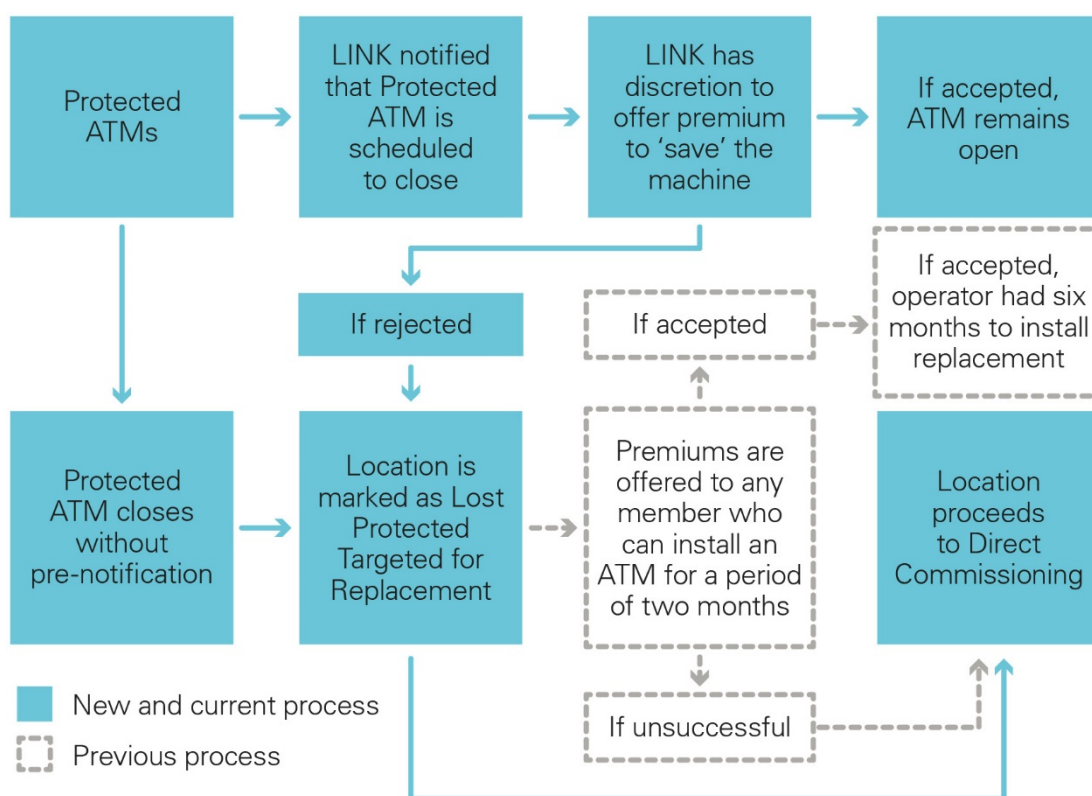 Protected
ATMs
LINK notified
that Protected
ATM is
scheduled
to close
LINK has
discretion to
offer premium
to ‘save’ the
machine
If accepted,
ATM remains
open
If rejected
If accepted
If accepted,
operator had six
months to install
replacement
Protected
ATM closes
without
pre-notification
Location is
marked as Lost
Protected
Targeted for
Replacement
Premiums are
offered to any
member who
can install an
ATM for a period
of two months
Location
proceeds
to Direct
Commissioning
If unsuccessful
New and current process
Previous process